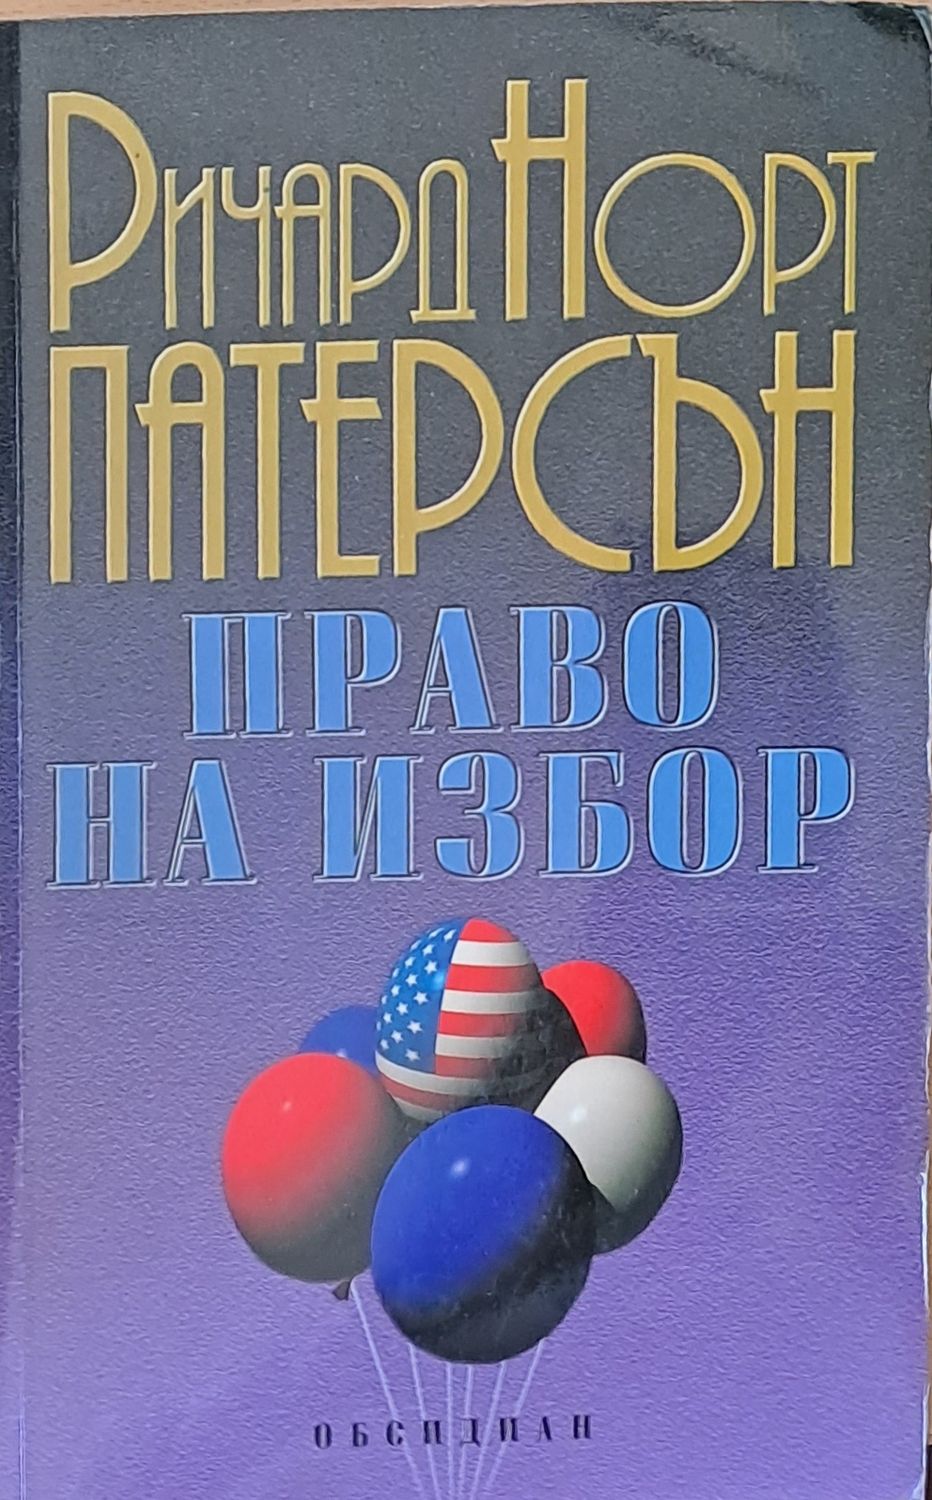 РИЧАРД НОРТ
ПАТЕРСЪН
ПРАВО
НА ИЗБОР
ОБСИДИАН